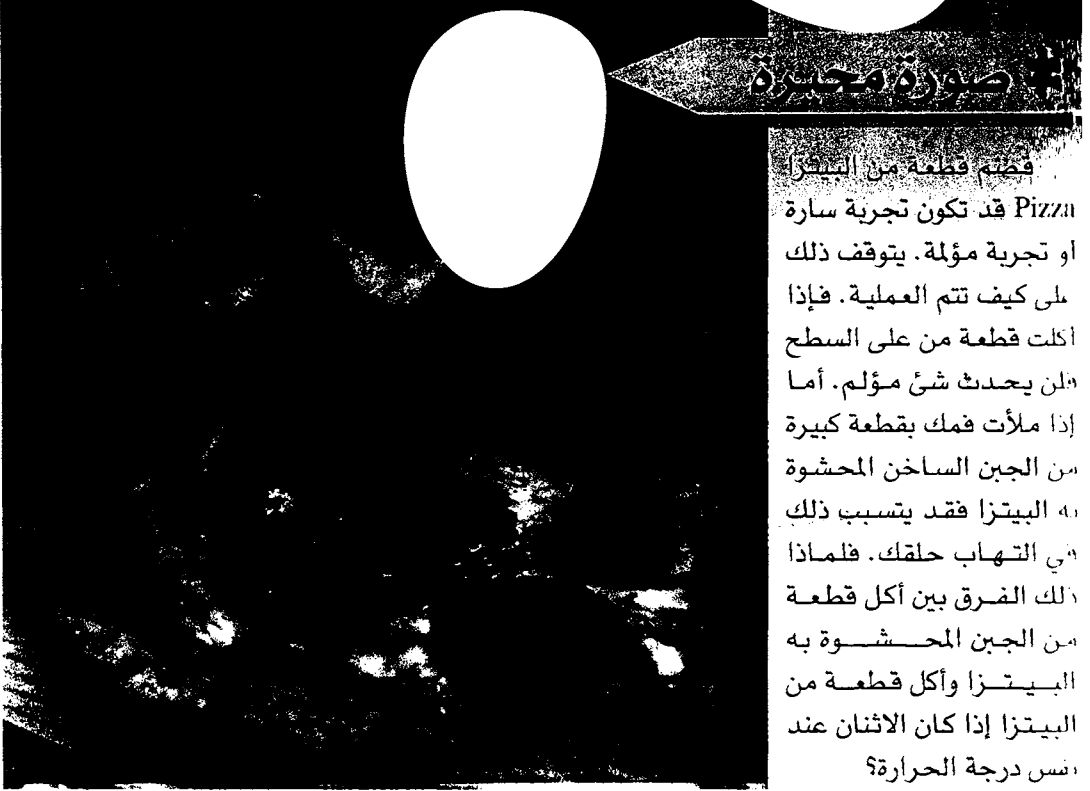 * صورة محيرة
قضم قطعة من البيتزا
Pizza قد تكون تجربة سارة
أو تجربة مؤلمة. يتوقف ذلك
على كيف تتم العملية. فإذا
أكلت قطعة من على السطح
فلن يحدث شئ مؤلم. أما
إذا ملأت فمك بقطعة كبيرة
من الجبن الساخن المحشوة
به البيتزا فقد يتسبب ذلك
في التهاب حلقك. فلماذا
ذلك الفرق بين أكل قطعة
من الجبن المحشوة به
البيتزا وأكل قطعة من
البيتزا إذا كان الاثنان عند
نفس درجة الحرارة؟